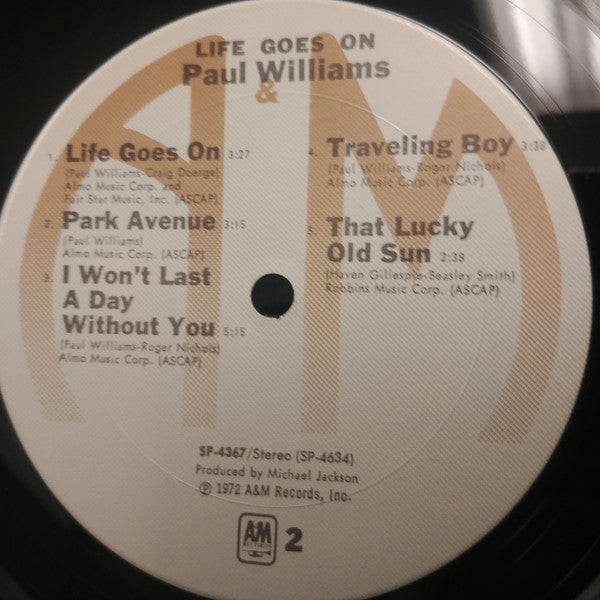 LIFE GOES ON
Paul Williams
&
1. Life Goes On 3:27
(Paul Williams-Craig Doerge)
Almo Music Corp. and
Fair Star Music, Inc. (ASCAP)
2. Park Avenue 3:15
(Paul Williams)
Almo Music Corp. (ASCAP)
3. I Won't Last
A Day
Without You 5:15
(Paul Williams-Roger Nichols)
Almo Music Corp. (ASCAP)
4. Traveling Boy 3:38
(Paul Williams-Roger Nichols)
Almo Music Corp. (ASCAP)
5. That Lucky
Old Sun 2:38
(Haven Gillespie-Beasley Smith)
Robbins Music Corp. (ASCAP)
SP-4367/Stereo (SP-4634)
Produced by Michael Jackson
℗ 1972 A&M Records, Inc.
A&M
RECORDS
2